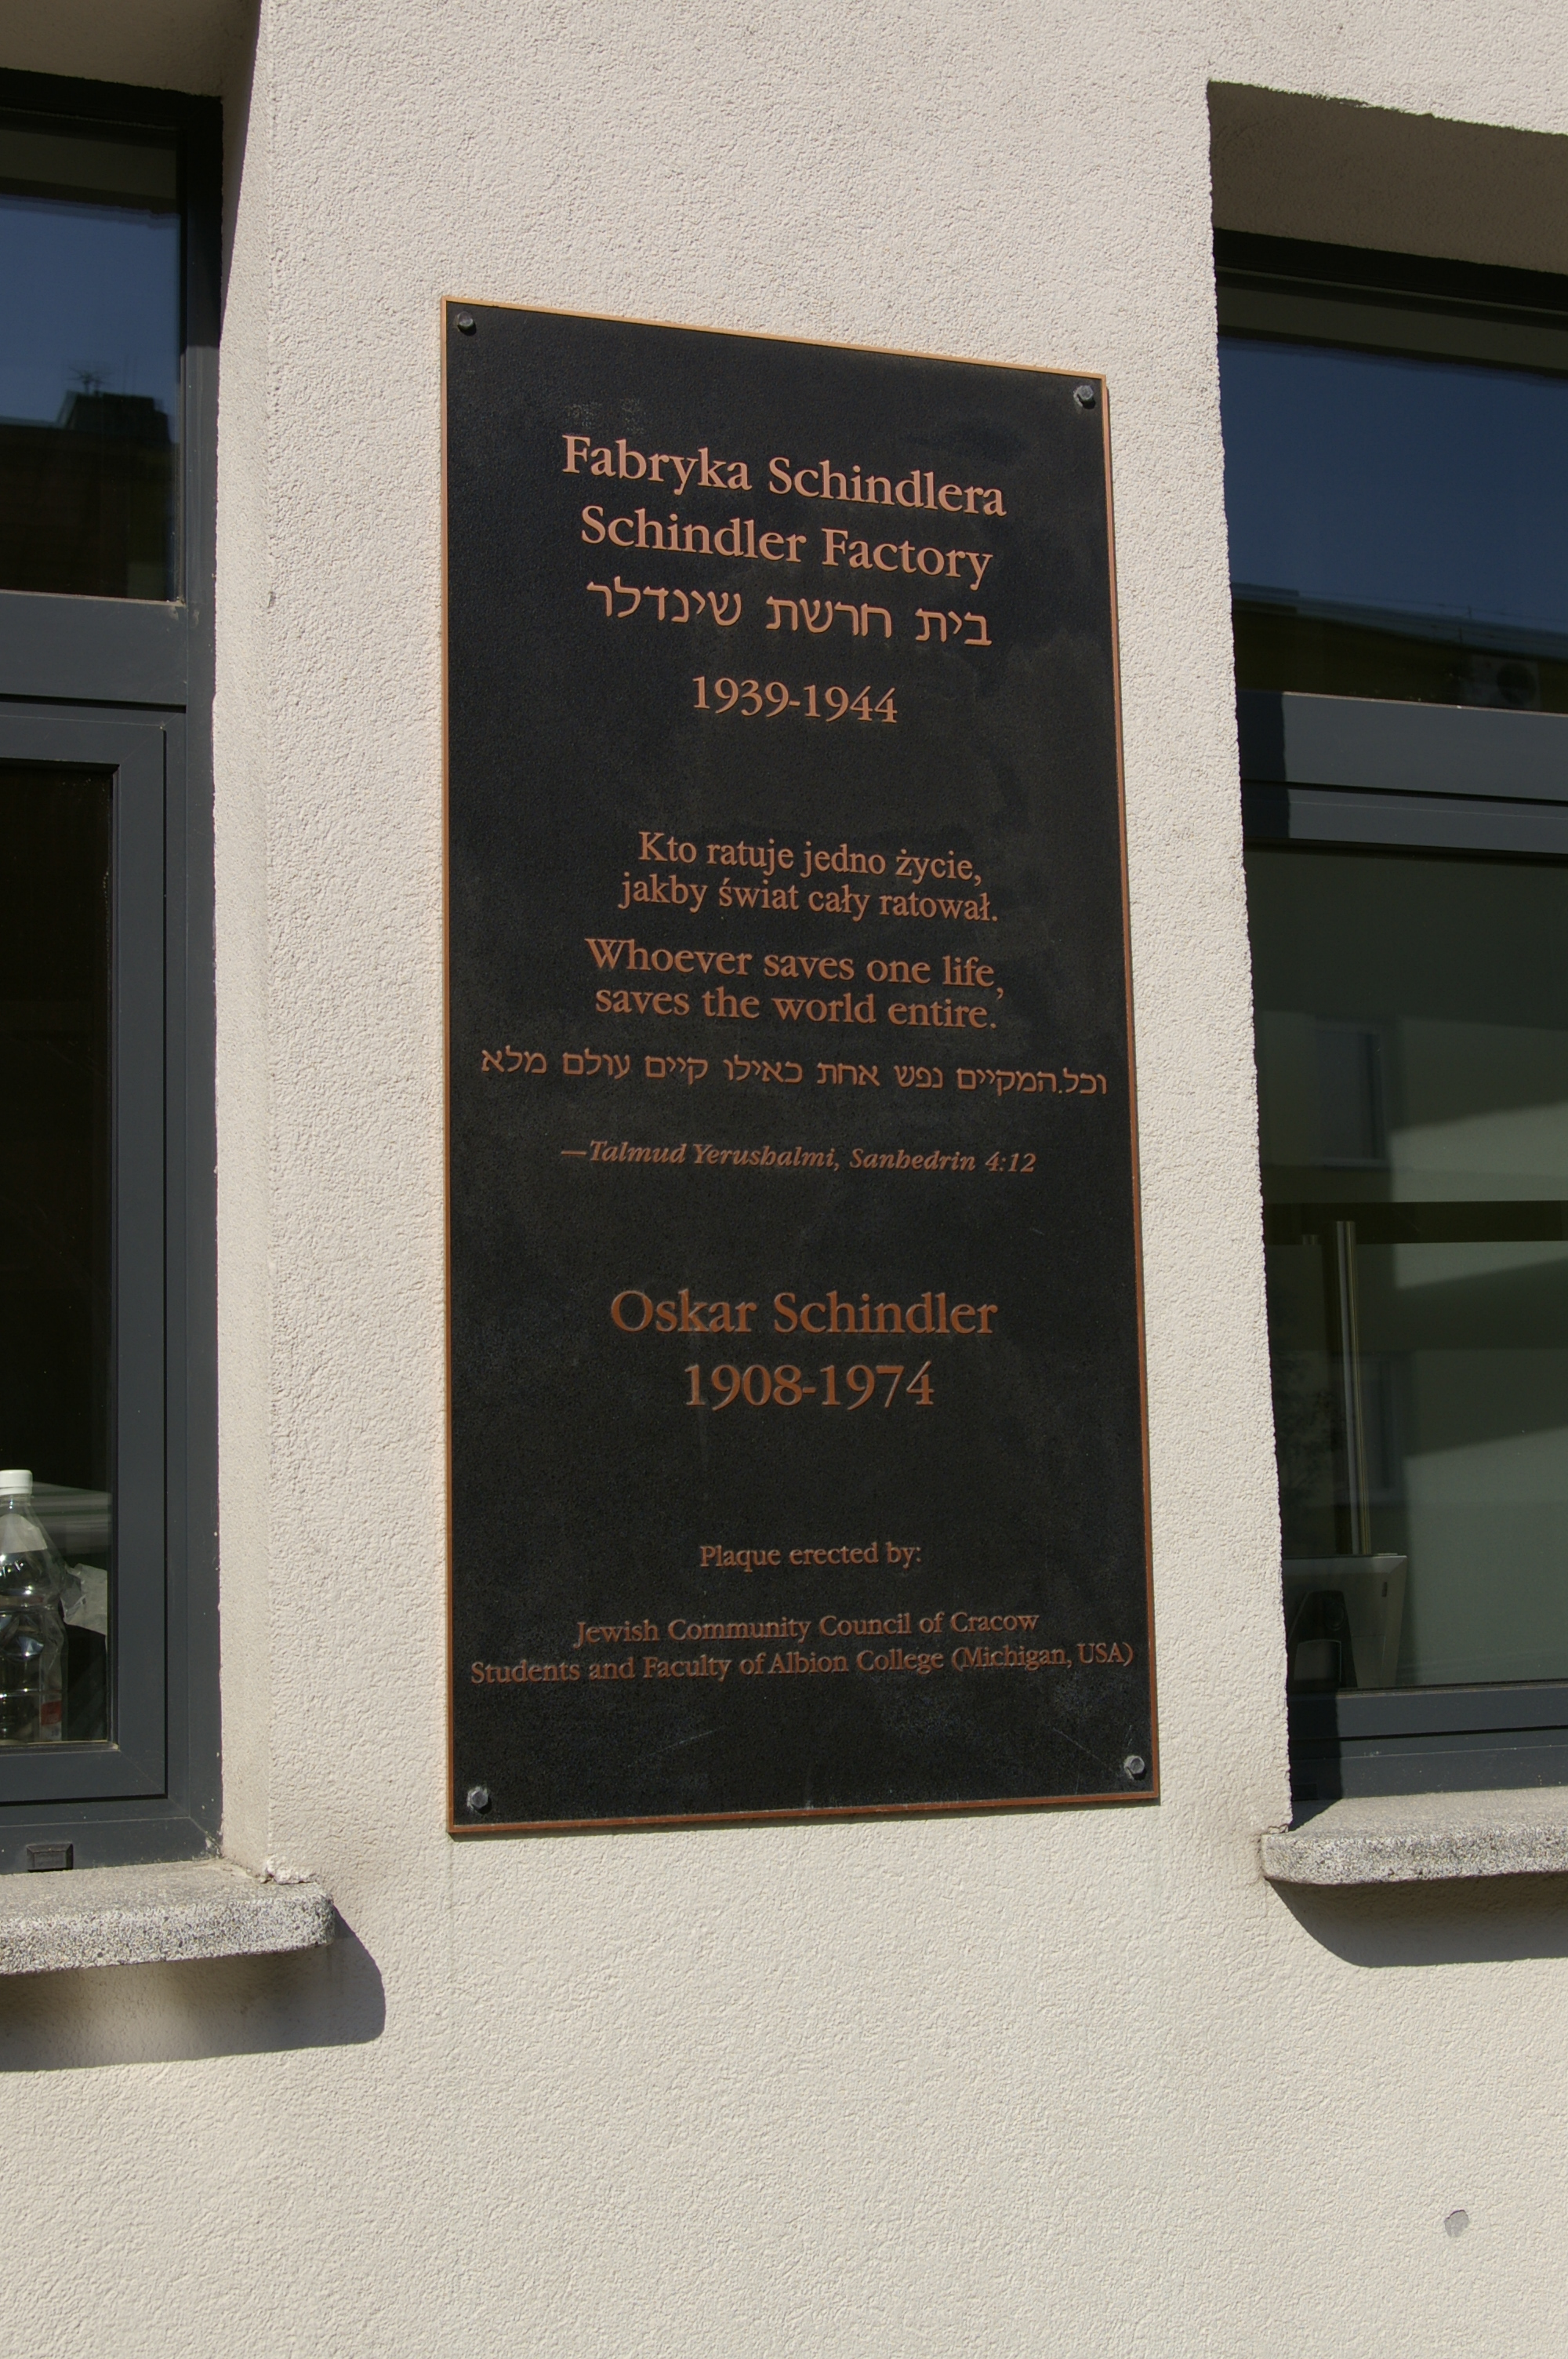 Fabryka Schindlera
Schindler Factory
בית חרשת שינדלר
1939-1944
Kto ratuje jedno życie,
jakby świat cały ratował.
Whoever saves one life,
saves the world entire.
וכל.המקיים נפש אחת כאילו קיים עולם מלא
—Talmud Yerushalmi, Sanhedrin 4:12
Oskar Schindler
1908-1974
Plaque erected by:
Jewish Community Council of Cracow
Students and Faculty of Albion College (Michigan, USA)